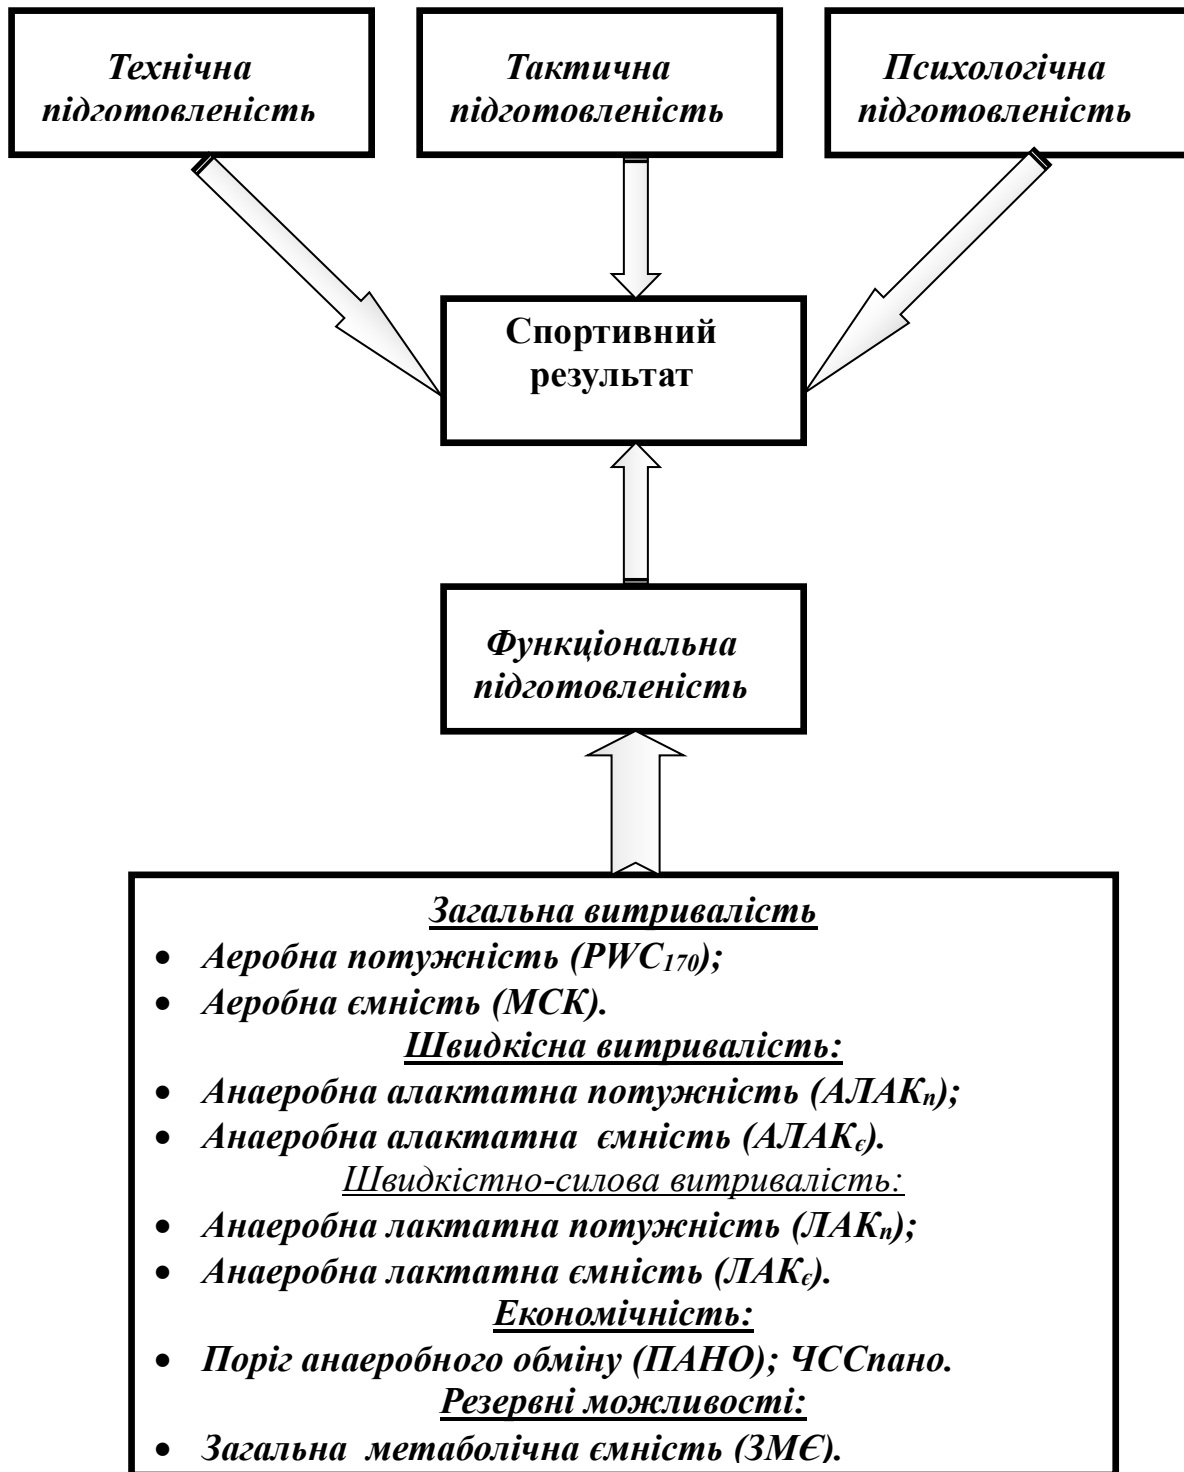 Технічна
підготовленість
Тактична
підготовленість
Психологічна
підготовленість
Спортивний
результат
Функціональна
підготовленість
Загальна витривалість
• Аеробна потужність (PWC₁₇₀);
• Аеробна ємність (МСК).
Швидкісна витривалість:
• Анаеробна алактатна потужність (АЛАКп);
• Анаеробна алактатна ємність (АЛАКє).
Швидкістно-силова витривалість:
• Анаеробна лактатна потужність (ЛАКп);
• Анаеробна лактатна ємність (ЛАКє).
Економічність:
• Поріг анаеробного обміну (ПАНО); ЧССпано.
Резервні можливості:
• Загальна метаболічна ємність (ЗМЄ).